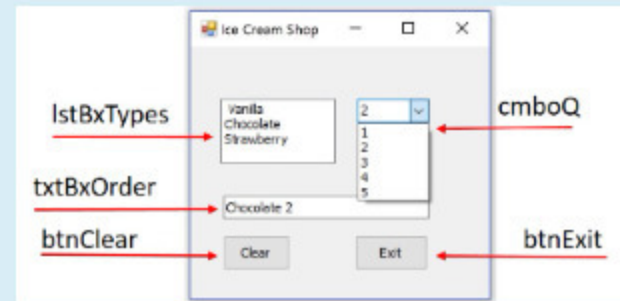 Ice Cream Shop
lstBxTypes
Vanilla
Chocolate
Strawberry
2
cmboQ
1
2
3
4
5
txtBxOrder
Chocolate 2
btnClear
Clear
Exit
btnExit